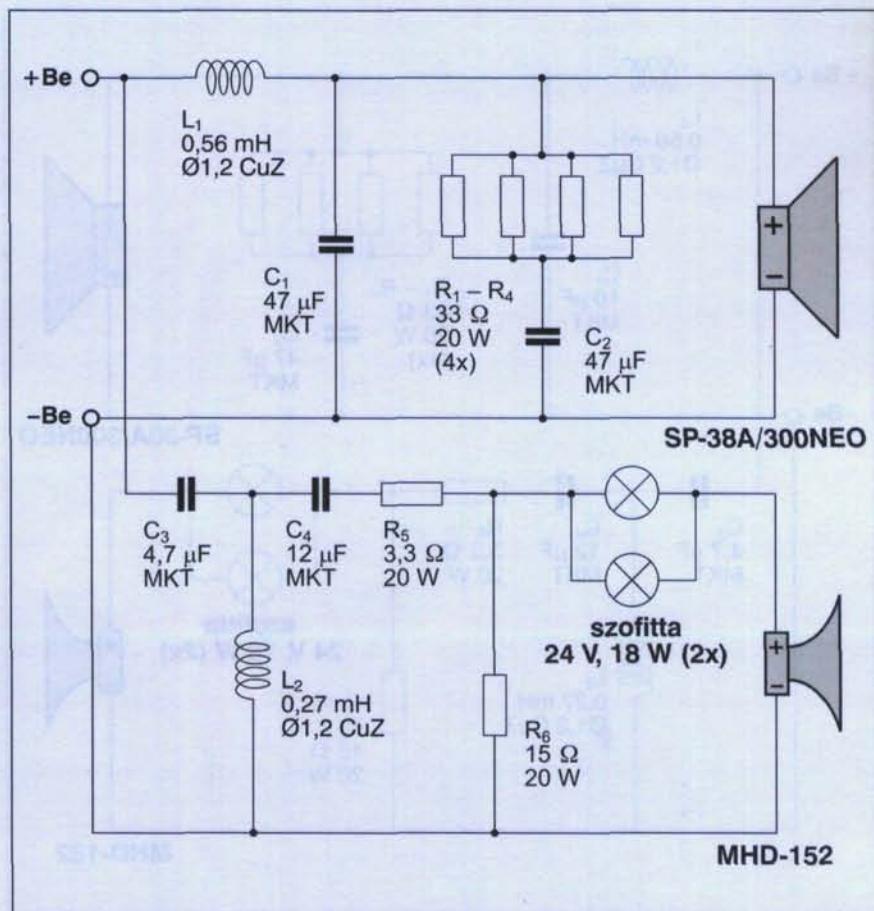 +Be
L₁
0,56 mH
Ø1,2 CuZ
C₁
47 µF
MKT
R₁ – R₄
33 Ω
20 W
(4x)
C₂
47 µF
MKT
+
–
–Be
SP-38A/300NEO
C₃
4,7 µF
MKT
C₄
12 µF
MKT
R₅
3,3 Ω
20 W
szofitta
24 V, 18 W (2x)
+
–
L₂
0,27 mH
Ø1,2 CuZ
R₆
15 Ω
20 W
MHD-152